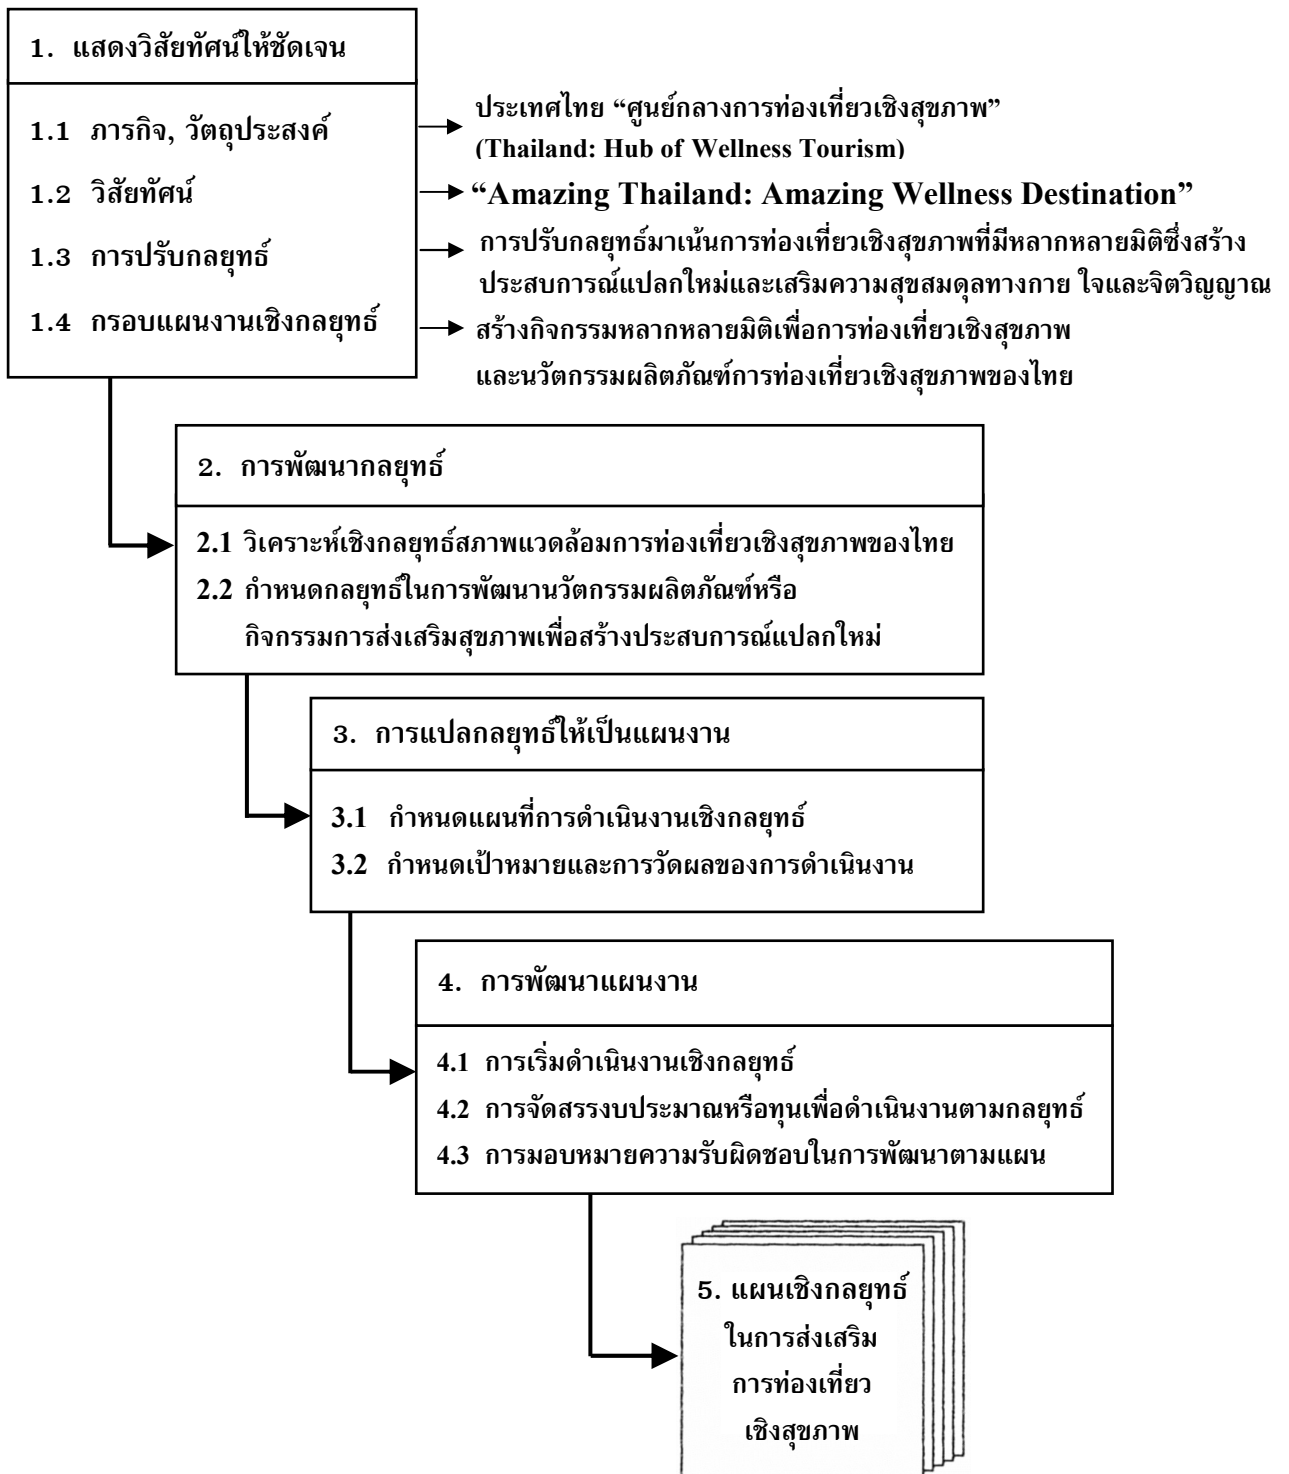 1. แสดงวิสัยทัศน์ให้ชัดเจน
1.1 ภารกิจ, วัตถุประสงค์
ประเทศไทย “ศูนย์กลางการท่องเที่ยวเชิงสุขภาพ”
(Thailand: Hub of Wellness Tourism)
1.2 วิสัยทัศน์
“Amazing Thailand: Amazing Wellness Destination”
1.3 การปรับกลยุทธ์
การปรับกลยุทธ์มาเน้นการท่องเที่ยวเชิงสุขภาพที่มีหลากหลายมิติซึ่งสร้าง
ประสบการณ์แปลกใหม่และเสริมความสุขสมดุลทางกาย ใจและจิตวิญญาณ
1.4 กรอบแผนงานเชิงกลยุทธ์
สร้างกิจกรรมหลากหลายมิติเพื่อการท่องเที่ยวเชิงสุขภาพ
และนวัตกรรมผลิตภัณฑ์การท่องเที่ยวเชิงสุขภาพของไทย
2. การพัฒนากลยุทธ์
2.1 วิเคราะห์เชิงกลยุทธ์สภาพแวดล้อมการท่องเที่ยวเชิงสุขภาพของไทย
2.2 กำหนดกลยุทธ์ในการพัฒนานวัตกรรมผลิตภัณฑ์หรือ
กิจกรรมการส่งเสริมสุขภาพเพื่อสร้างประสบการณ์แปลกใหม่
3. การแปลกลยุทธ์ให้เป็นแผนงาน
3.1 กำหนดแผนที่การดำเนินงานเชิงกลยุทธ์
3.2 กำหนดเป้าหมายและการวัดผลของการดำเนินงาน
4. การพัฒนาแผนงาน
4.1 การเริ่มดำเนินงานเชิงกลยุทธ์
4.2 การจัดสรรงบประมาณหรือทุนเพื่อดำเนินงานตามกลยุทธ์
4.3 การมอบหมายความรับผิดชอบในการพัฒนาตามแผน
5. แผนเชิงกลยุทธ์
ในการส่งเสริม
การท่องเที่ยว
เชิงสุขภาพ